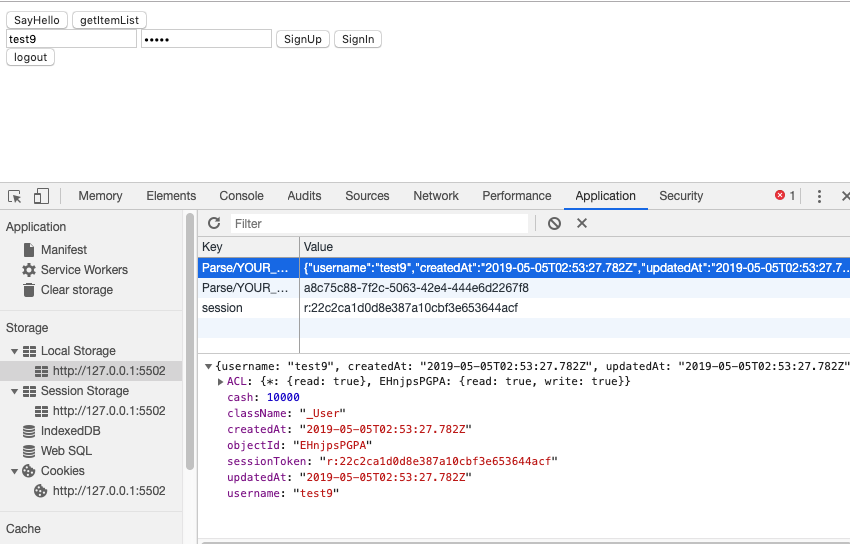 SayHello getItemList
test9 ••••• SignUp SignIn
logout
Memory Elements Console Audits Sources Network Performance Application Security 1
Application
Manifest
Service Workers
Clear storage
Storage
Local Storage
http://127.0.0.1:5502
Session Storage
http://127.0.0.1:5502
IndexedDB
Web SQL
Cookies
http://127.0.0.1:5502
Cache
Filter
Key Value
Parse/YOUR_... {"username":"test9","createdAt":"2019-05-05T02:53:27.782Z","updatedAt":"2019-05-05T02:53:27.7...
Parse/YOUR_... a8c75c88-7f2c-5063-42e4-444e6d2267f8
session r:22c2ca1d0d8e387a10cbf3e653644acf
{username: "test9", createdAt: "2019-05-05T02:53:27.782Z", updatedAt: "2019-05-05T02:53:27.782Z"
ACL: {*: {read: true}, EHnjpsPGPA: {read: true, write: true}}
cash: 10000
className: "_User"
createdAt: "2019-05-05T02:53:27.782Z"
objectId: "EHnjpsPGPA"
sessionToken: "r:22c2ca1d0d8e387a10cbf3e653644acf"
updatedAt: "2019-05-05T02:53:27.782Z"
username: "test9"